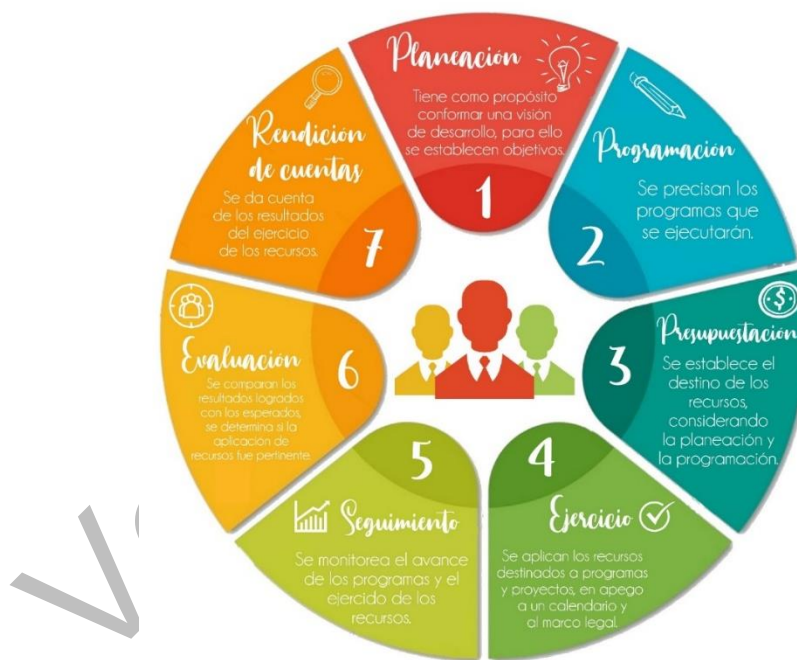 Planeación
Tiene como propósito
conformar una visión
de desarrollo, para ello
se establecen objetivos.
1
Programación
Se precisan los
programas que
se ejecutarán.
2
Presupuestación
Se establece el
destino de los
recursos,
considerando
la planeación y
la programación.
3
4
Ejercicio
Se aplican los recursos
destinados a programas
y proyectos, en apego
a un calendario y
al marco legal.
5
Seguimiento
Se monitorea el avance
de los programas y el
ejercido de los
recursos.
6
Evaluación
Se comparan los
resultados logrados
con los esperados,
se determina si la
aplicación de
recursos fue pertinente.
Rendición
de cuentas
Se da cuenta
de los resultados
del ejercicio
de los recursos.
7